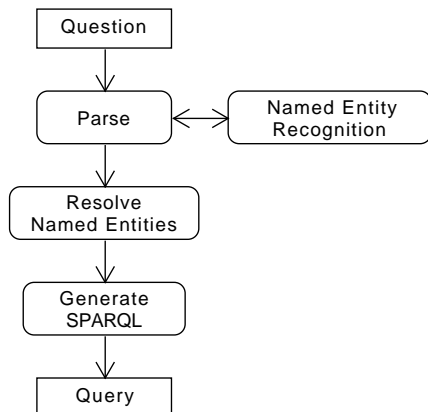 Question
Parse
Named Entity
Recognition
Resolve
Named Entities
Generate
SPARQL
Query